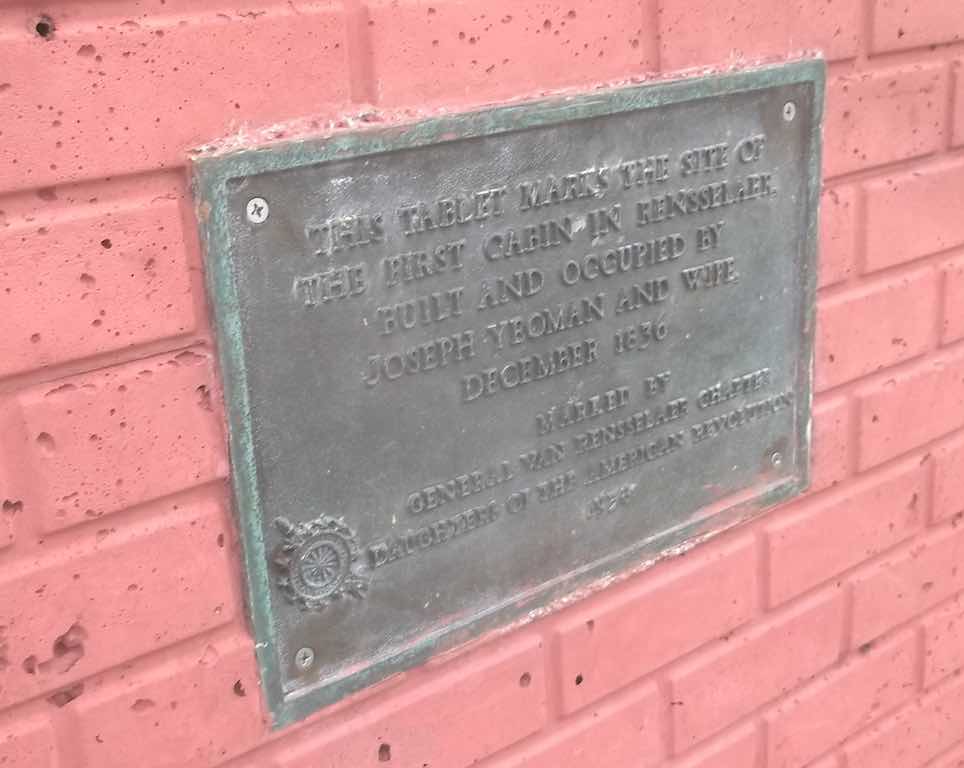 THIS TABLET MARKS THE SITE OF
THE FIRST CABIN IN RENSSELAER,
BUILT AND OCCUPIED BY
JOSEPH YEOMAN AND WIFE
DECEMBER 1836
MARKED BY
GENERAL VAN RENSSELAER CHAPTER
DAUGHTERS OF THE AMERICAN REVOLUTION